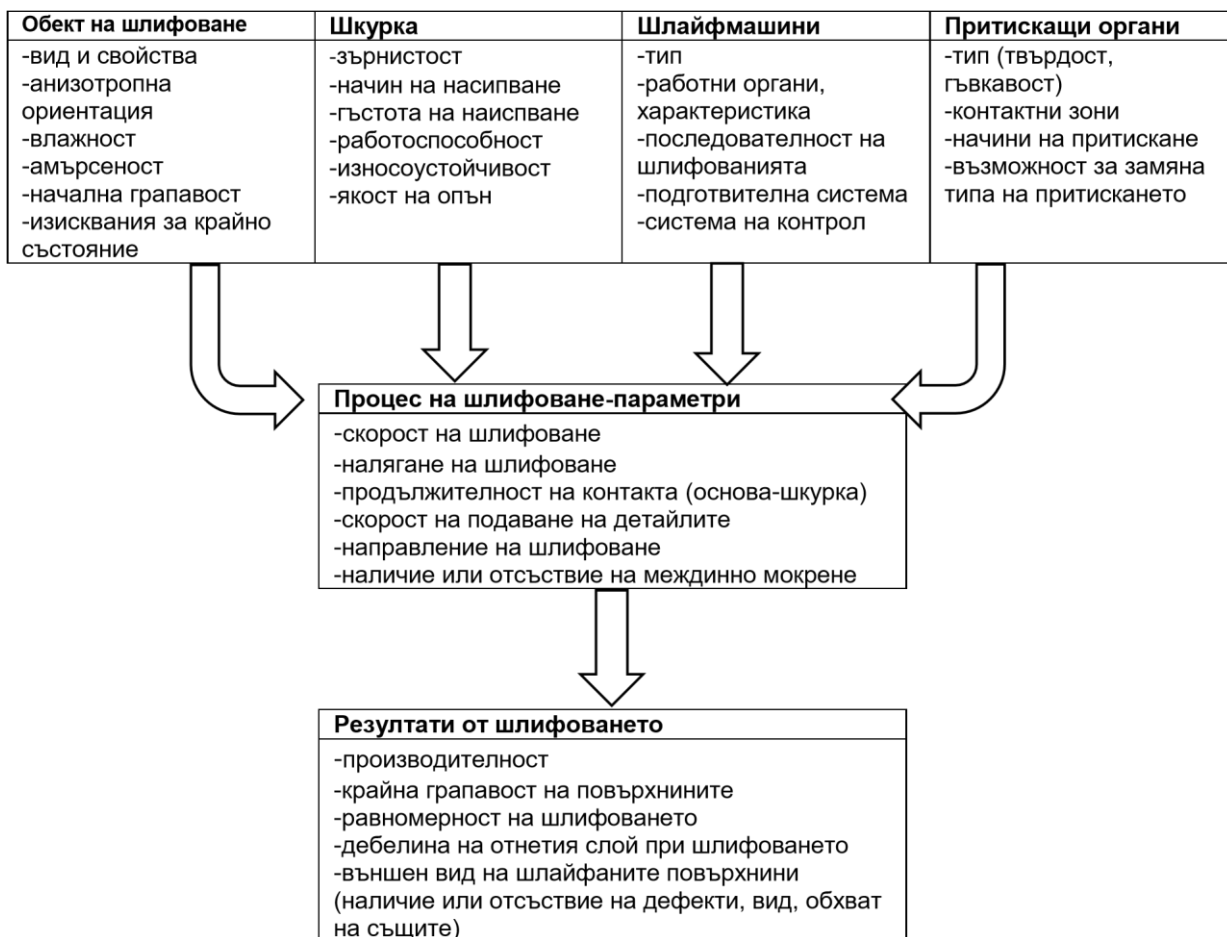 Обект на шлифоване
-вид и свойства
-анизотропна
ориентация
-влажност
-амърсеност
-начална грапавост
-изисквания за крайно
състояние
Шкурка
-зърнистост
-начин на насипване
-гъстота на наиспване
-работоспособност
-износоустойчивост
-якост на опън
Шлайфмашини
-тип
-работни органи,
характеристика
-последователност на
шлифованията
-подготвителна система
-система на контрол
Притискащи органи
-тип (твърдост,
гъвкавост)
-контактни зони
-начини на притискане
-възможност за замяна
типа на притискането
Процес на шлифоване-параметри
-скорост на шлифоване
-налягане на шлифоване
-продължителност на контакта (основа-шкурка)
-скорост на подаване на детайлите
-направление на шлифоване
-наличие или отсъствие на междинно мокрене
Резултати от шлифоването
-производителност
-крайна грапавост на повърхнините
-равномерност на шлифоването
-дебелина на отнетия слой при шлифоването
-външен вид на шлайфаните повърхнини
(наличие или отсъствие на дефекти, вид, обхват
на същите)